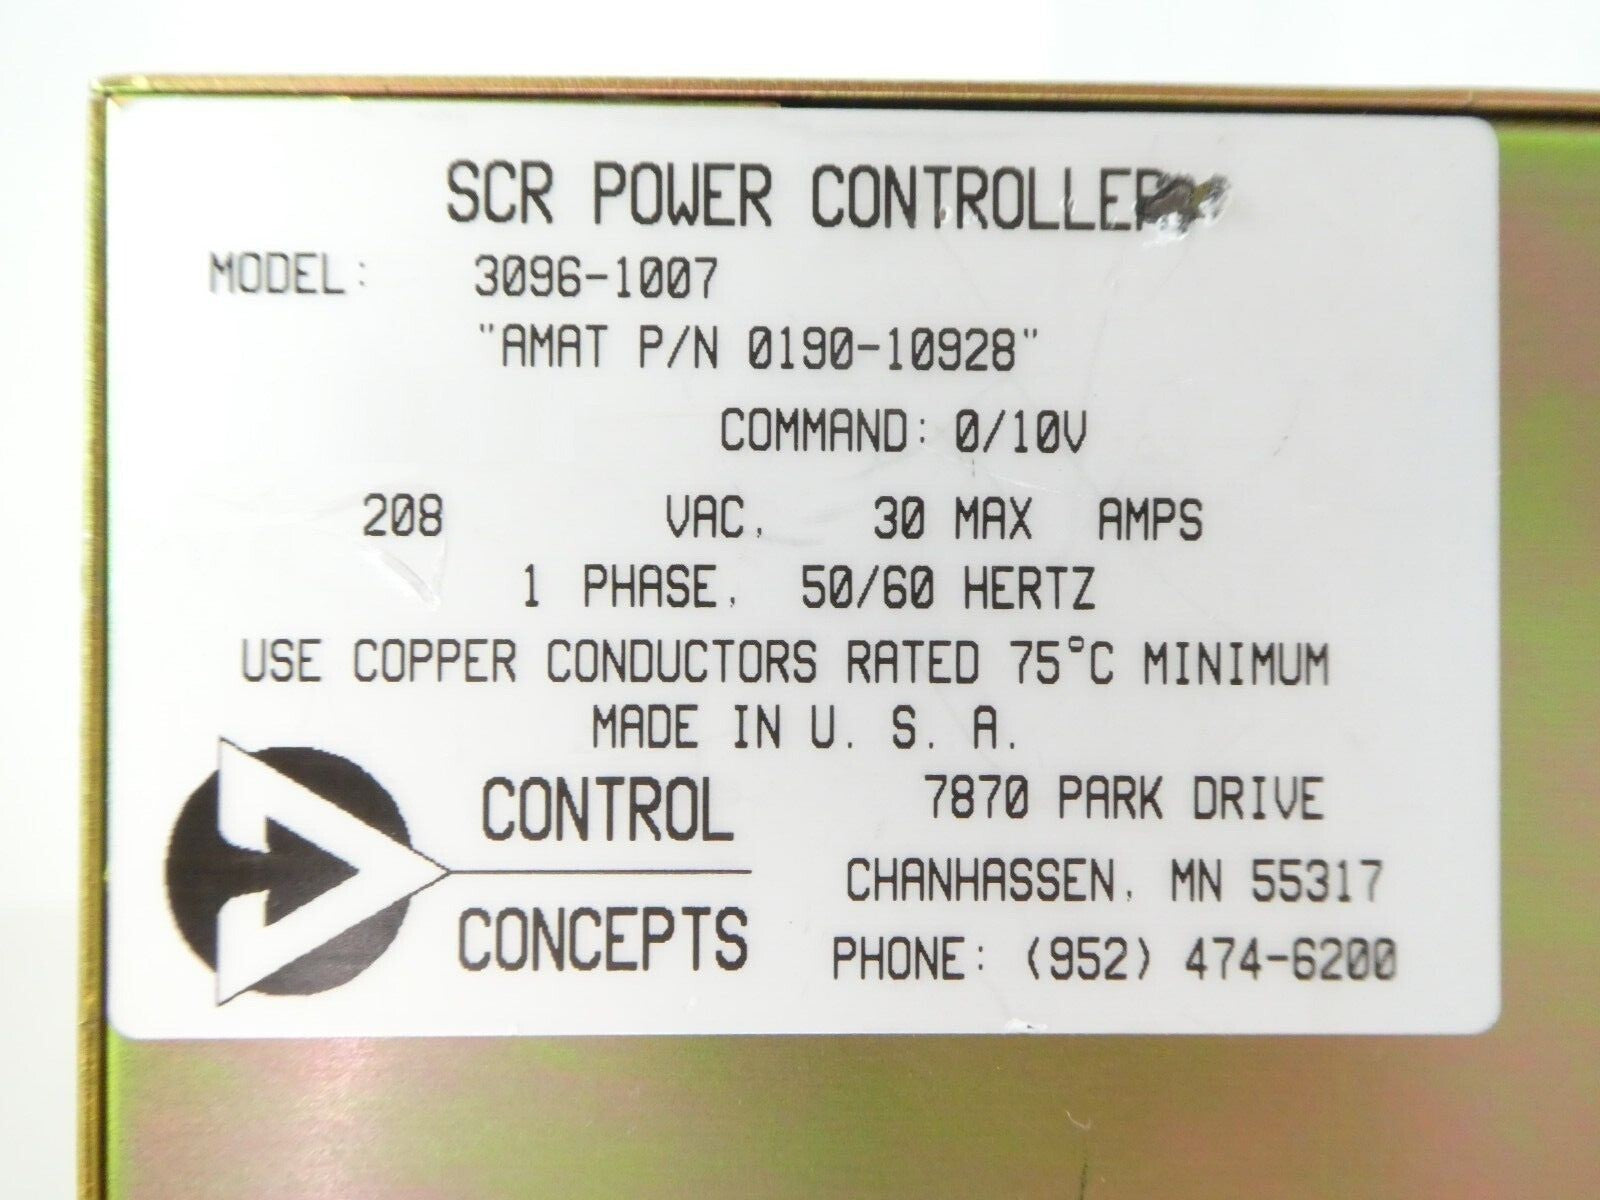 SCR POWER CONTROLLER
MODEL: 3096-1007
"AMAT P/N 0190-10928"
COMMAND: 0/10V
208 VAC, 30 MAX AMPS
1 PHASE, 50/60 HERTZ
USE COPPER CONDUCTORS RATED 75°C MINIMUM
MADE IN U. S. A.
CONTROL
CONCEPTS
7870 PARK DRIVE
CHANHASSEN, MN 55317
PHONE: (952) 474-6200